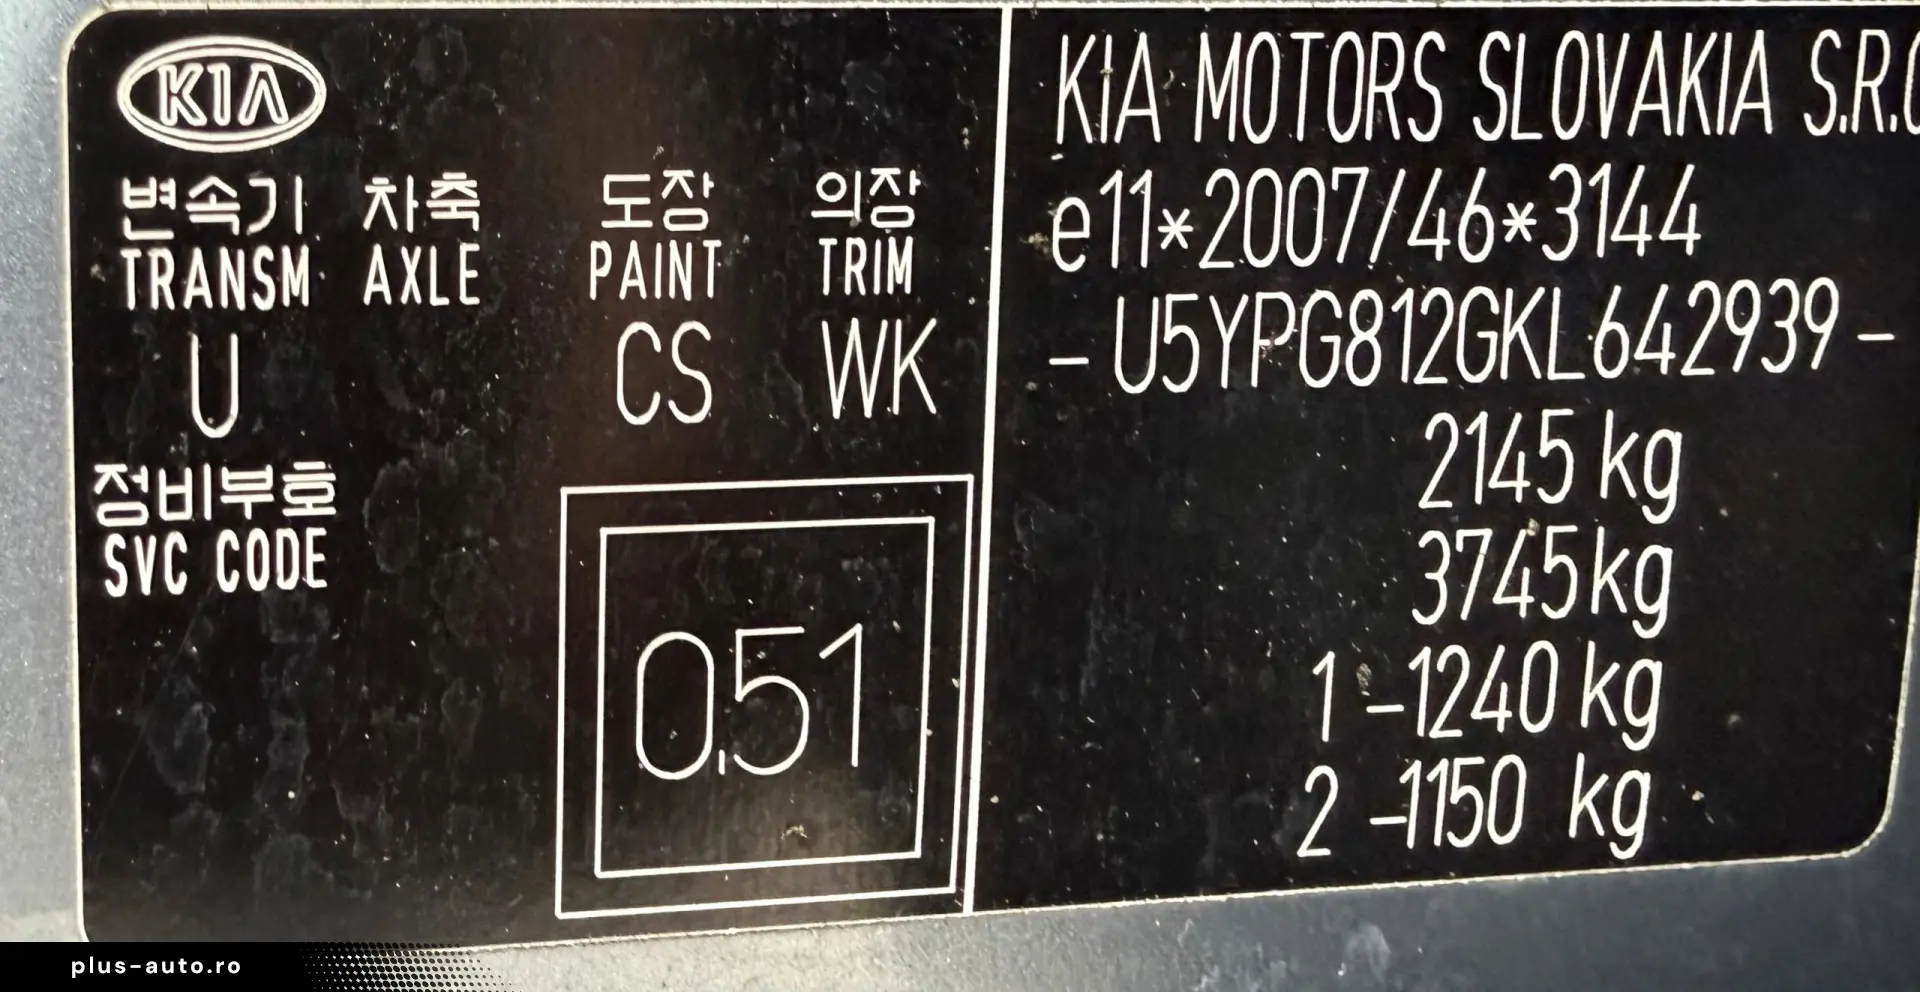 KIA
변속기 차축 도장 의장
TRANSM AXLE PAINT TRIM
U CS WK
정비부호
SVC CODE
0.51
KIA MOTORS SLOVAKIA S.R.O
e11*2007/46*3144
- U5YPG812GKL642939 -
2145 kg
3745 kg
1 -1240 kg
2 -1150 kg
plus-auto.ro